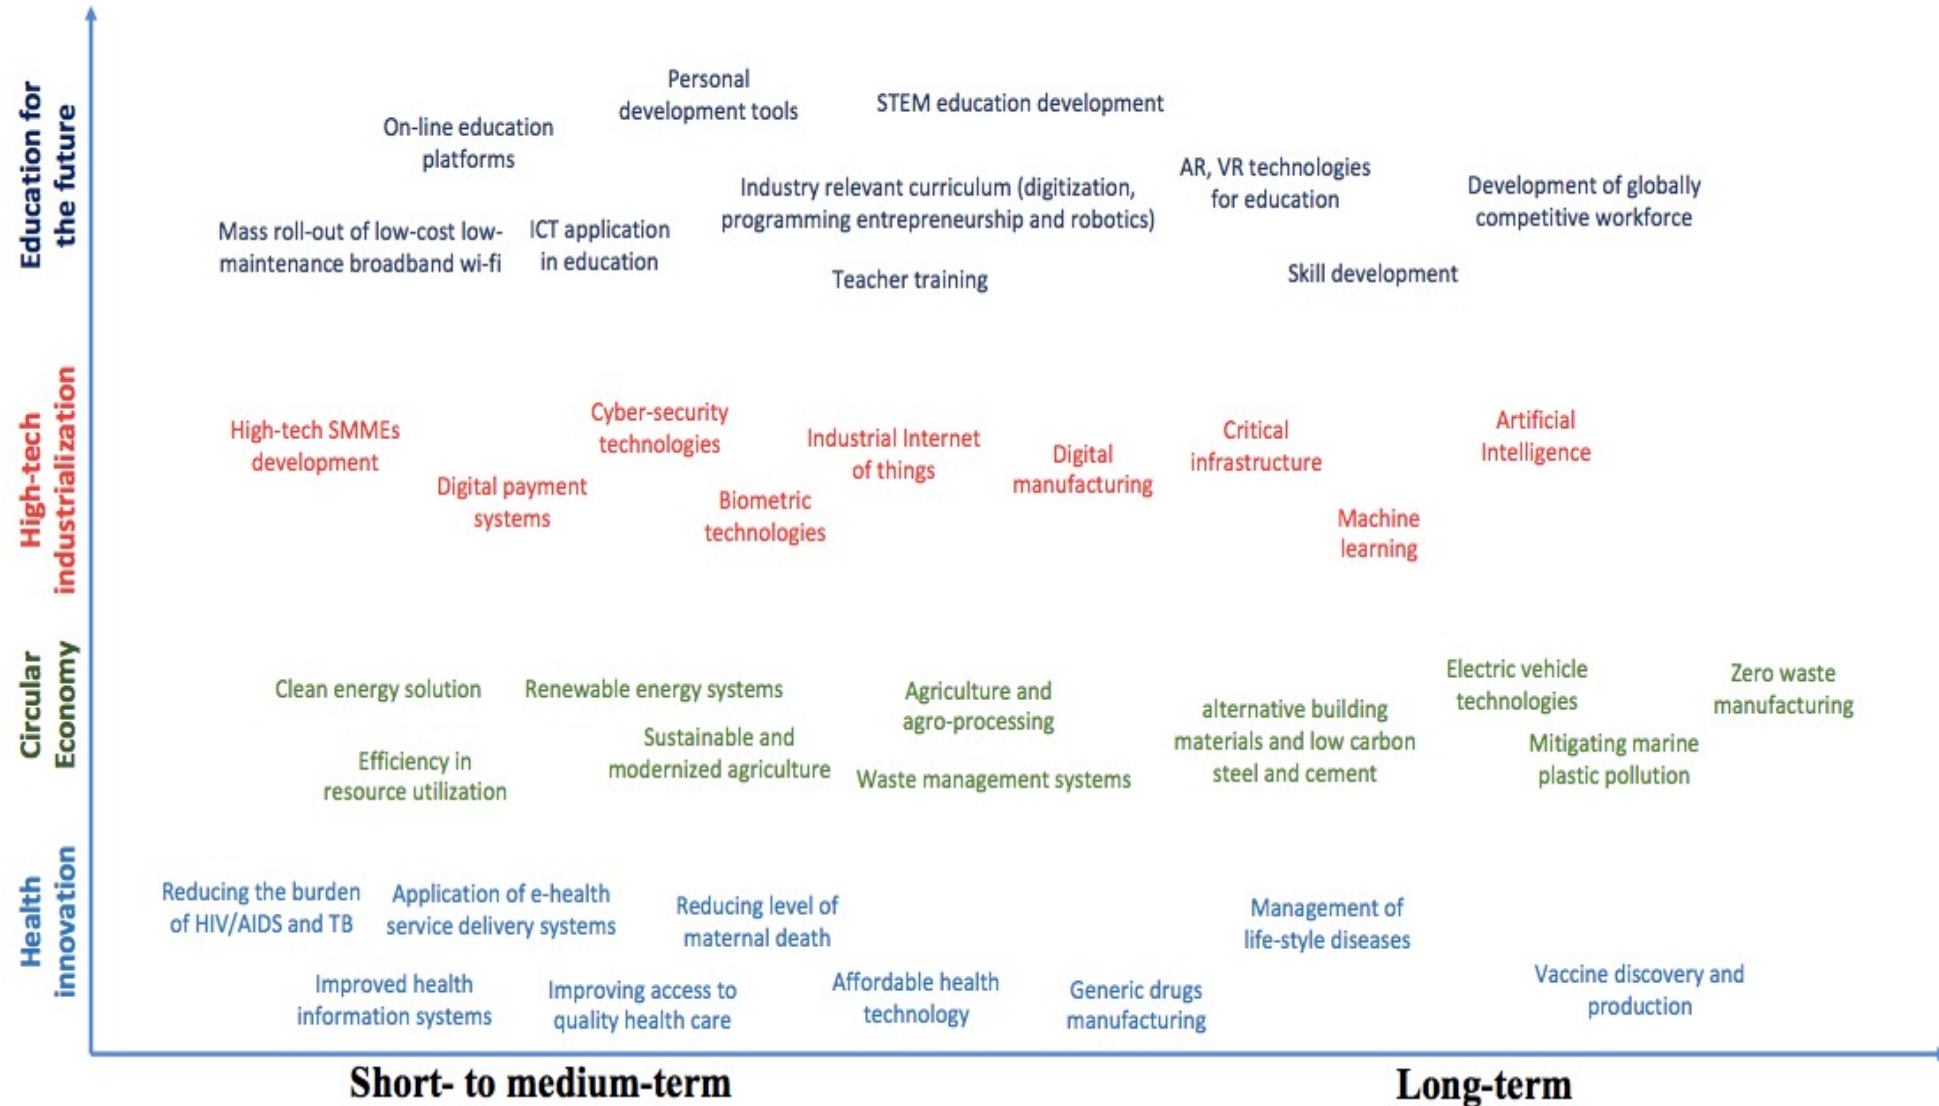 Education for
the future
Personal
development tools
STEM education development
On-line education
platforms
AR, VR technologies
for education
Industry relevant curriculum (digitization,
programming entrepreneurship and robotics)
Development of globally
competitive workforce
Mass roll-out of low-cost low-
maintenance broadband wi-fi
ICT application
in education
Teacher training
Skill development
High-tech
industrialization
High-tech SMMEs
development
Digital payment
systems
Cyber-security
technologies
Biometric
technologies
Industrial Internet
of things
Digital
manufacturing
Critical
infrastructure
Machine
learning
Artificial
Intelligence
Circular
Economy
Clean energy solution
Efficiency in
resource utilization
Renewable energy systems
Sustainable and
modernized agriculture
Agriculture and
agro-processing
Waste management systems
alternative building
materials and low carbon
steel and cement
Electric vehicle
technologies
Mitigating marine
plastic pollution
Zero waste
manufacturing
Health
innovation
Reducing the burden
of HIV/AIDS and TB
Application of e-health
service delivery systems
Reducing level of
maternal death
Management of
life-style diseases
Improved health
information systems
Improving access to
quality health care
Affordable health
technology
Generic drugs
manufacturing
Vaccine discovery and
production
Short- to medium-term
Long-term